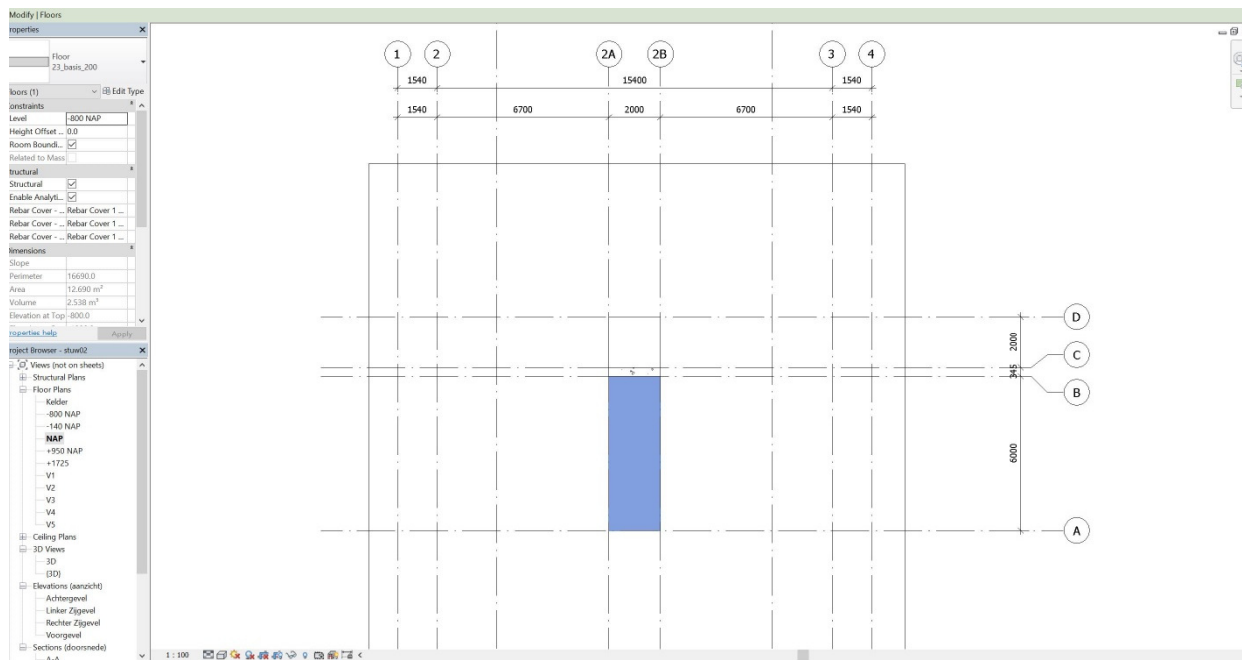 Modify | Floors
roperties
Floor
23_basis_200
loors (1)
Edit Type
onstraints
Level -800 NAP
Height Offset ... 0.0
Room Boundi...
Related to Mass
tructural
Structural
Enable Analyti...
Rebar Cover - ... Rebar Cover 1 ...
Rebar Cover - ... Rebar Cover 1 ...
Rebar Cover - ... Rebar Cover 1 ...
imensions
Slope
Perimeter 16690.0
Area 12.690 m²
Volume 2.538 m³
Elevation at Top -800.0
roperties help
Apply
roject Browser - stuw02
Views (not on sheets)
Structural Plans
Floor Plans
Kelder
-800 NAP
-140 NAP
NAP
+950 NAP
+1725
V1
V2
V3
V4
V5
Ceiling Plans
3D Views
3D
{3D}
Elevations (aanzicht)
Achtergevel
Linker Zijgevel
Rechter Zijgevel
Voorgevel
Sections (doorsnede)
1 2 2A 2B 3 4
1540 15400 1540
1540 6700 2000 6700 1540
D
2000
C
345
B
6000
A
1 : 100